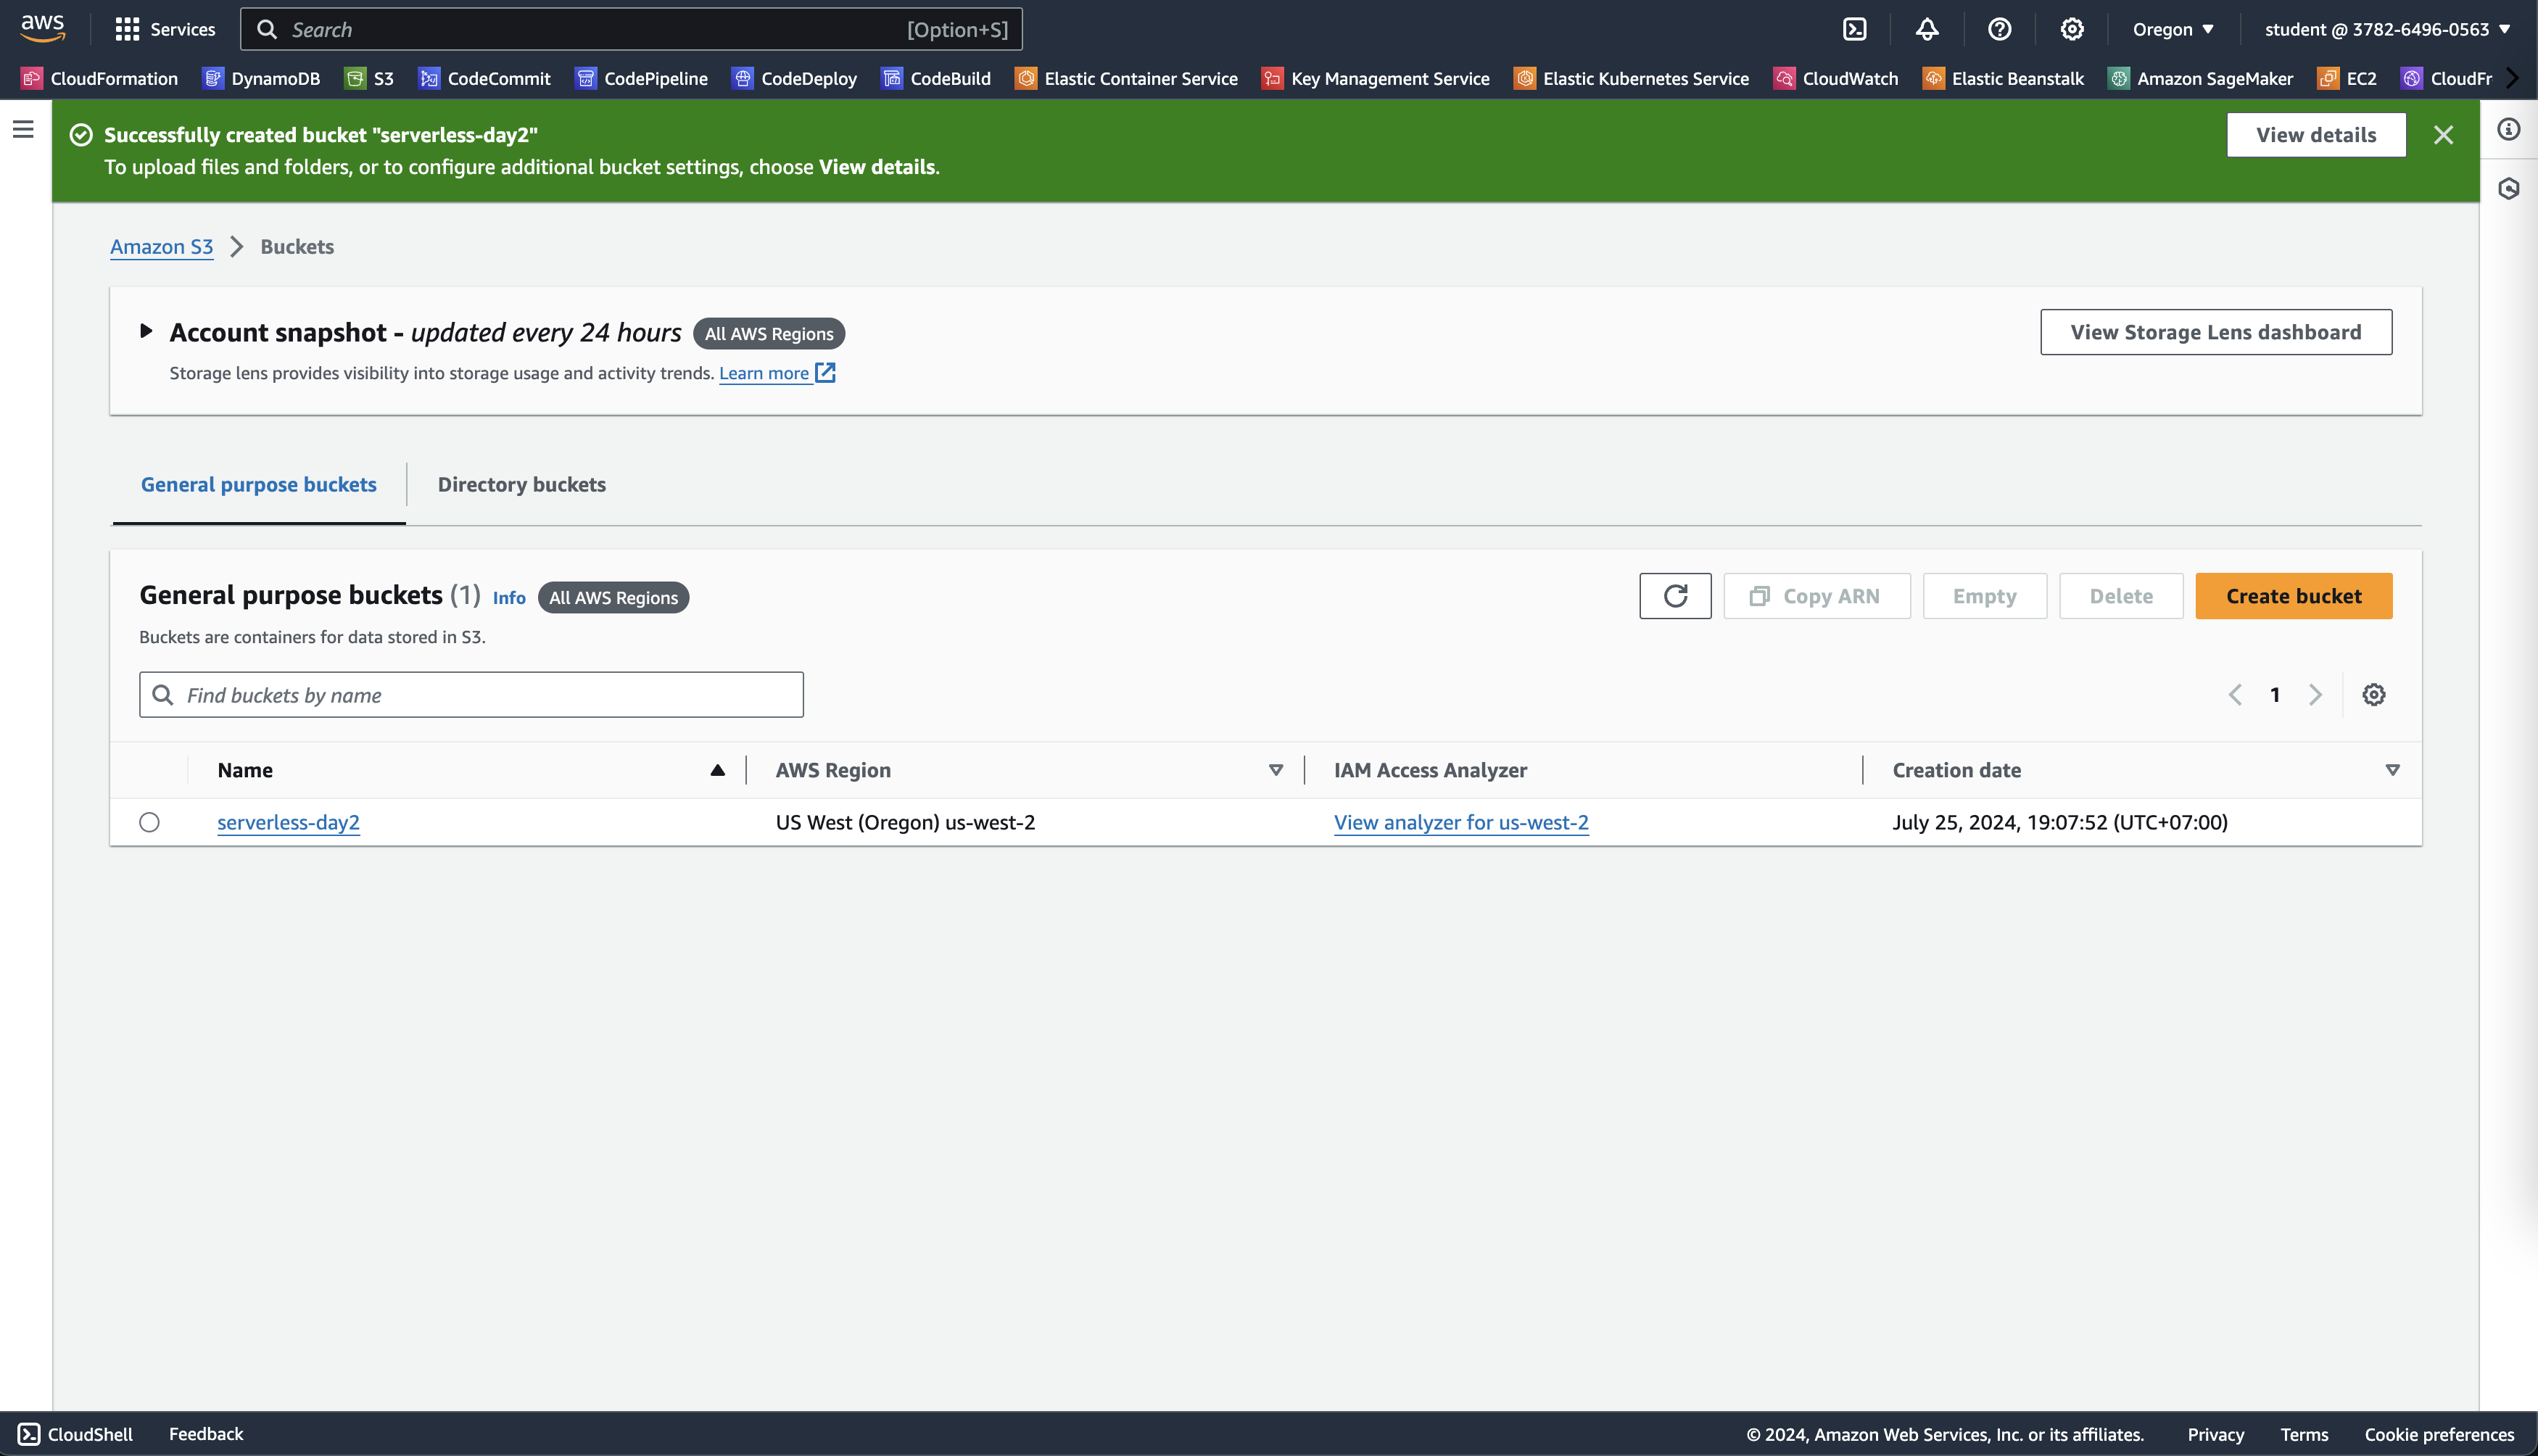 aws Services Search [Option+S] Oregon student @ 3782-6496-0563
CloudFormation DynamoDB S3 CodeCommit CodePipeline CodeDeploy CodeBuild Elastic Container Service Key Management Service Elastic Kubernetes Service CloudWatch Elastic Beanstalk Amazon SageMaker EC2 CloudFr
Successfully created bucket "serverless-day2" View details
To upload files and folders, or to configure additional bucket settings, choose View details.
Amazon S3 Buckets
Account snapshot - updated every 24 hours All AWS Regions View Storage Lens dashboard
Storage lens provides visibility into storage usage and activity trends. Learn more
General purpose buckets Directory buckets
General purpose buckets (1) Info All AWS Regions Copy ARN Empty Delete Create bucket
Buckets are containers for data stored in S3.
Find buckets by name 1
Name AWS Region IAM Access Analyzer Creation date
serverless-day2 US West (Oregon) us-west-2 View analyzer for us-west-2 July 25, 2024, 19:07:52 (UTC+07:00)
CloudShell Feedback © 2024, Amazon Web Services, Inc. or its affiliates. Privacy Terms Cookie preferences